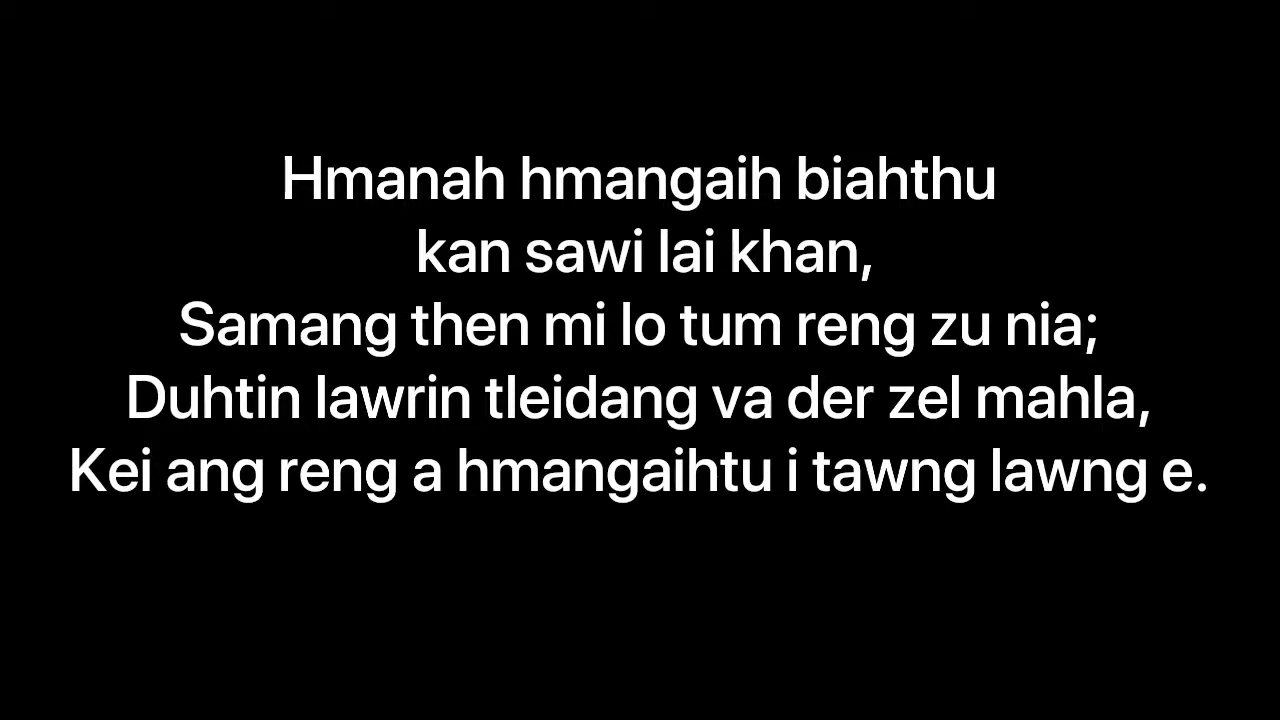 Hmanah hmangaih biahthu
kan sawi lai khan,
Samang then mi lo tum reng zu nia;
Duhtin lawrin tleidang va der zel mahla,
Kei ang reng a hmangaihtu i tawng lawng e.